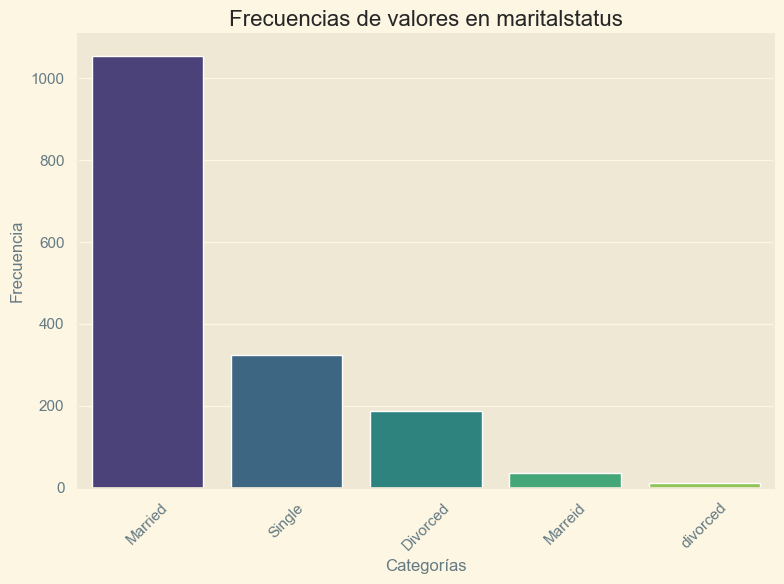 Frecuencias de valores en maritalstatus
1000
800
600
400
200
0
Frecuencia
Married
Single
Divorced
Marreid
divorced
Categorías